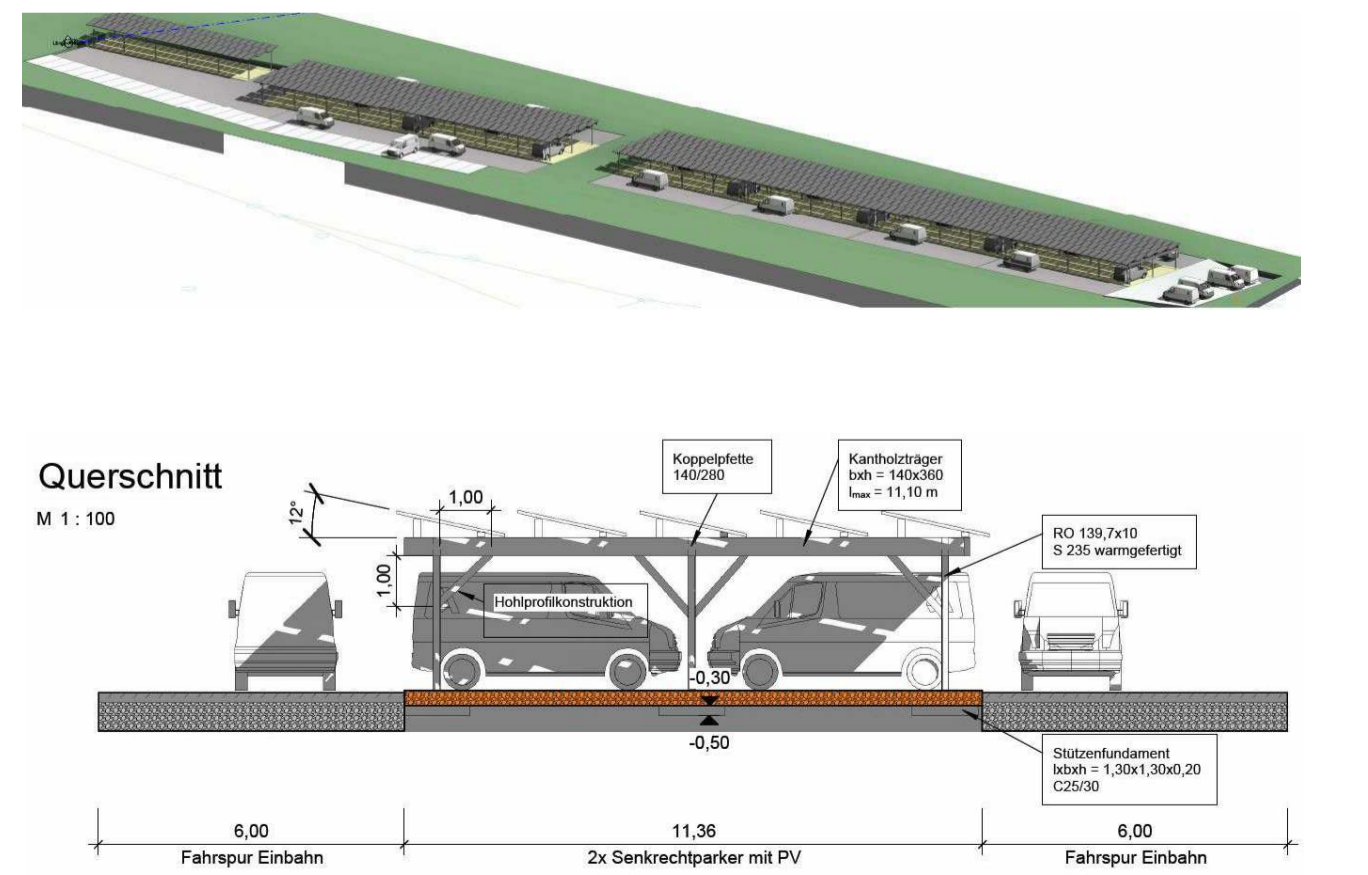 Querschnitt
M 1 : 100
12°
1,00
1,00
Koppelpfette
140/280
Kantholzträger
bxh = 140x360
lmax = 11,10 m
RO 139,7x10
S 235 warmgefertigt
Hohlprofilkonstruktion
-0,30
-0,50
Stützenfundament
lxbxh = 1,30x1,30x0,20
C25/30
6,00
11,36
6,00
Fahrspur Einbahn
2x Senkrechtparker mit PV
Fahrspur Einbahn